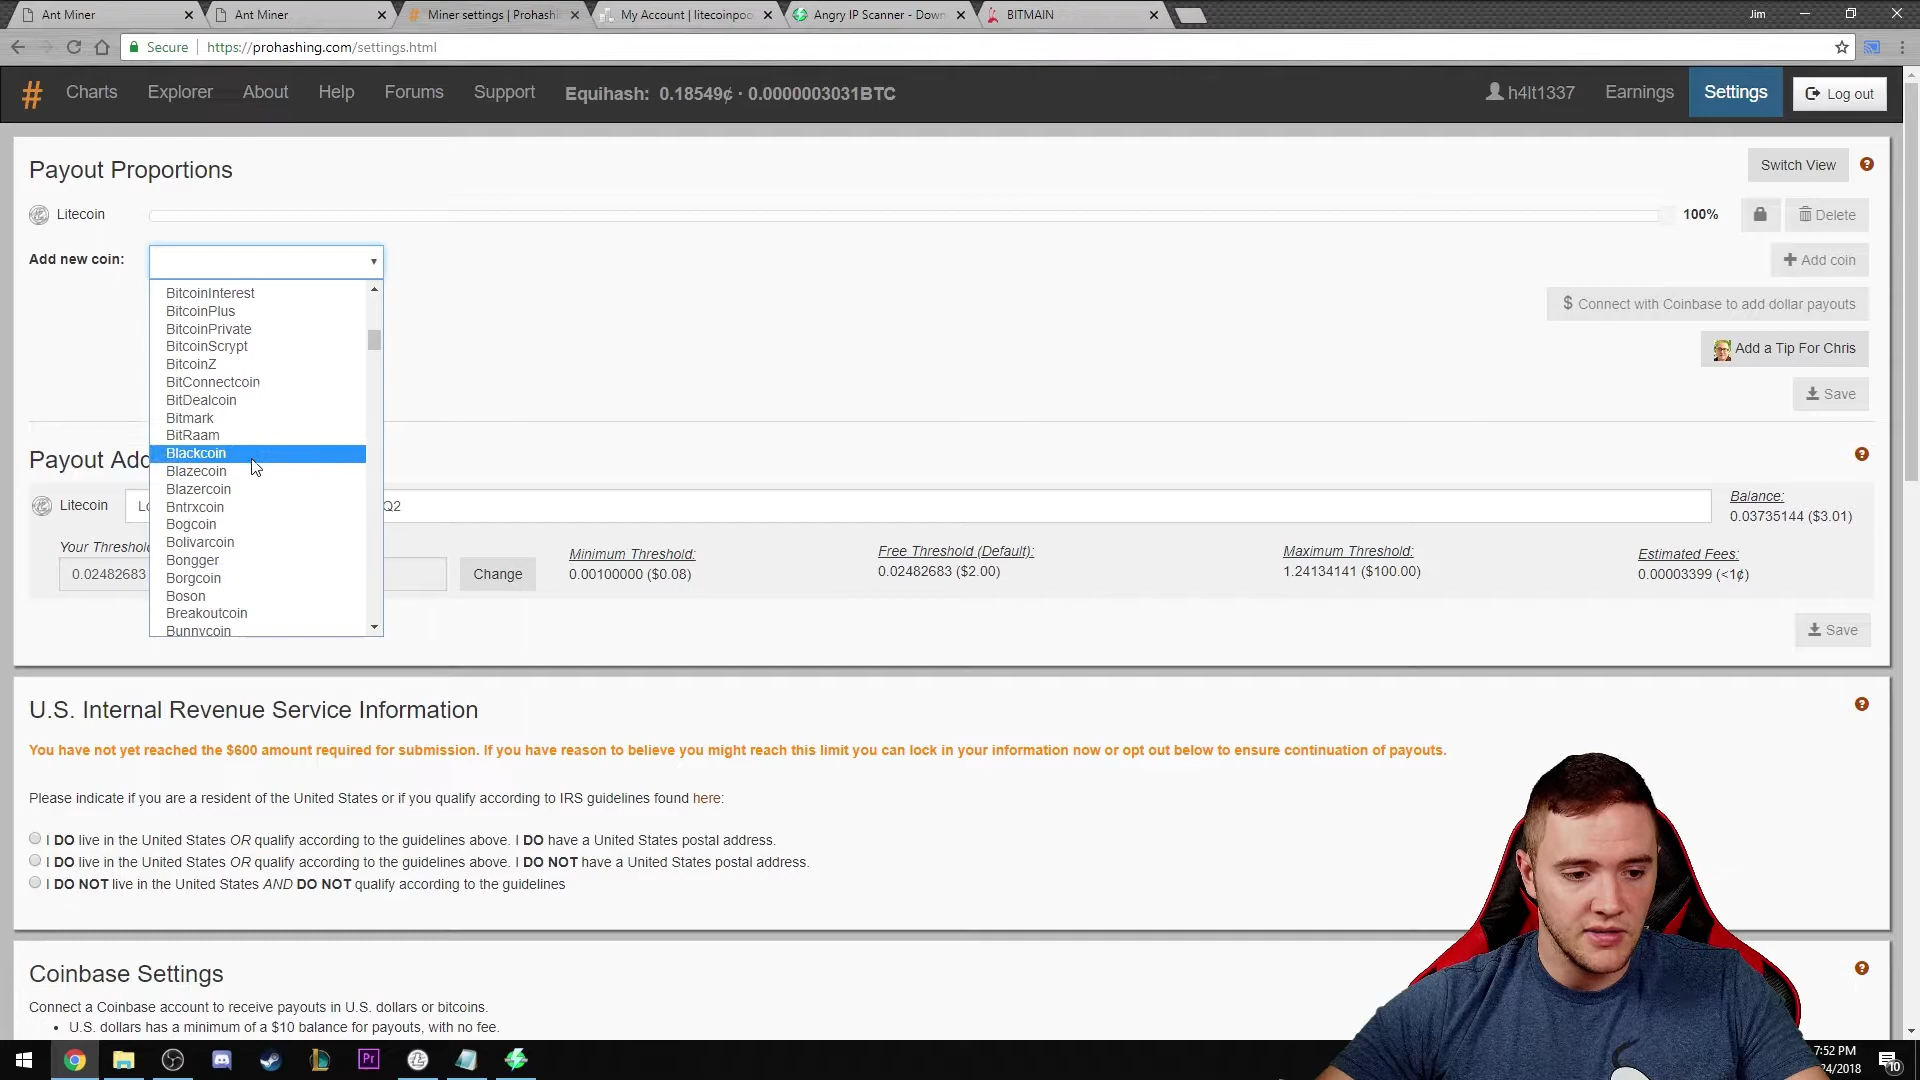 Ant Miner
Ant Miner
Miner settings | Prohashi
My Account | litecoinpoo
Angry IP Scanner - Down
BITMAIN
Jim
Secure
https://prohashing.com/settings.html
Charts
Explorer
About
Help
Forums
Support
Equihash: 0.18549¢ · 0.0000003031BTC
h4lt1337
Earnings
Settings
Log out
Payout Proportions
Switch View
Litecoin
100%
Delete
Add new coin:
Add coin
BitcoinInterest
BitcoinPlus
BitcoinPrivate
BitcoinScrypt
BitcoinZ
BitConnectcoin
BitDealcoin
Bitmark
BitRaam
Blackcoin
Blazecoin
Blazercoin
Bntrxcoin
Bogcoin
Bolivarcoin
Bongger
Borgcoin
Boson
Breakoutcoin
Bunnycoin
$ Connect with Coinbase to add dollar payouts
Add a Tip For Chris
Save
Payout Add
Litecoin
Q2
Balance:
0.03735144 ($3.01)
Your Threshold
0.02482683
Change
Minimum Threshold:
0.00100000 ($0.08)
Free Threshold (Default):
0.02482683 ($2.00)
Maximum Threshold:
1.24134141 ($100.00)
Estimated Fees:
0.00003399 (<1¢)
Save
U.S. Internal Revenue Service Information
You have not yet reached the $600 amount required for submission. If you have reason to believe you might reach this limit you can lock in your information now or opt out below to ensure continuation of payouts.
Please indicate if you are a resident of the United States or if you qualify according to IRS guidelines found here:
I DO live in the United States OR qualify according to the guidelines above. I DO have a United States postal address.
I DO live in the United States OR qualify according to the guidelines above. I DO NOT have a United States postal address.
I DO NOT live in the United States AND DO NOT qualify according to the guidelines
Coinbase Settings
Connect a Coinbase account to receive payouts in U.S. dollars or bitcoins.
• U.S. dollars has a minimum of a $10 balance for payouts, with no fee.
Pr
7:52 PM
24/2018
10